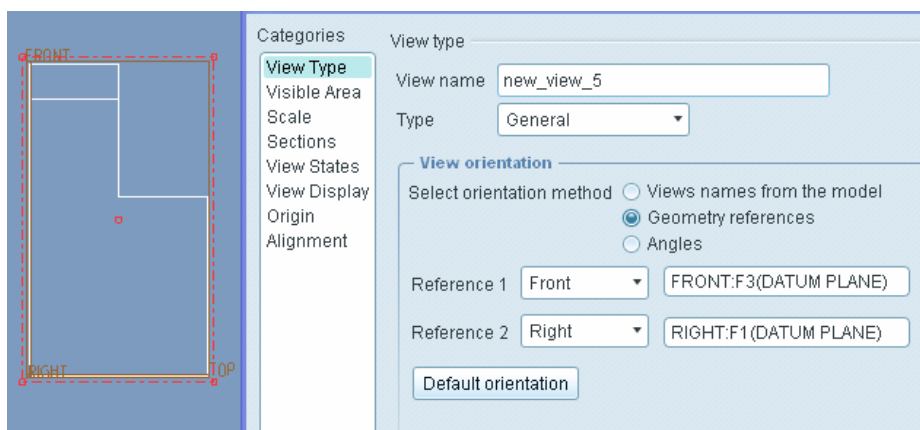 FRONT
RIGHT
TOP
Categories
View Type
Visible Area
Scale
Sections
View States
View Display
Origin
Alignment
View type
View name new_view_5
Type General
View orientation
Select orientation method Views names from the model
Geometry references
Angles
Reference 1 Front FRONT:F3(DATUM PLANE)
Reference 2 Right RIGHT:F1(DATUM PLANE)
Default orientation